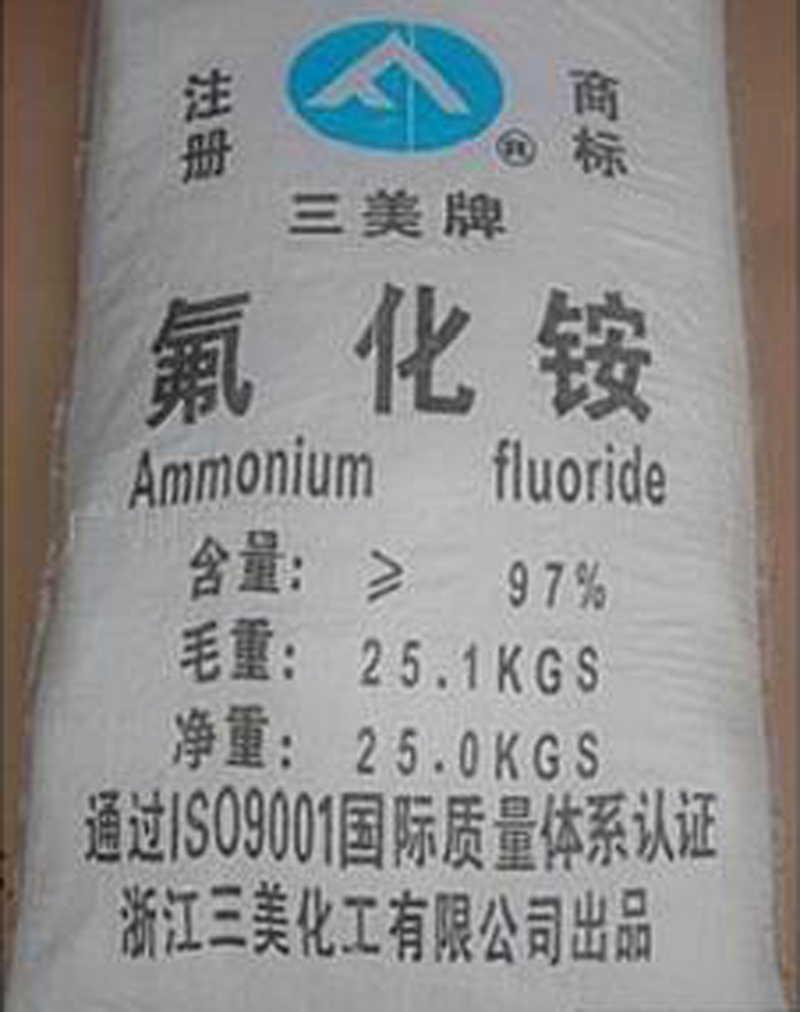 注册 商标
®
三美牌
氟化铵
Ammonium fluoride
含量: ≥ 97%
毛重: 25.1KGS
净重: 25.0KGS
通过ISO9001国际质量体系认证
浙江三美化工有限公司出品